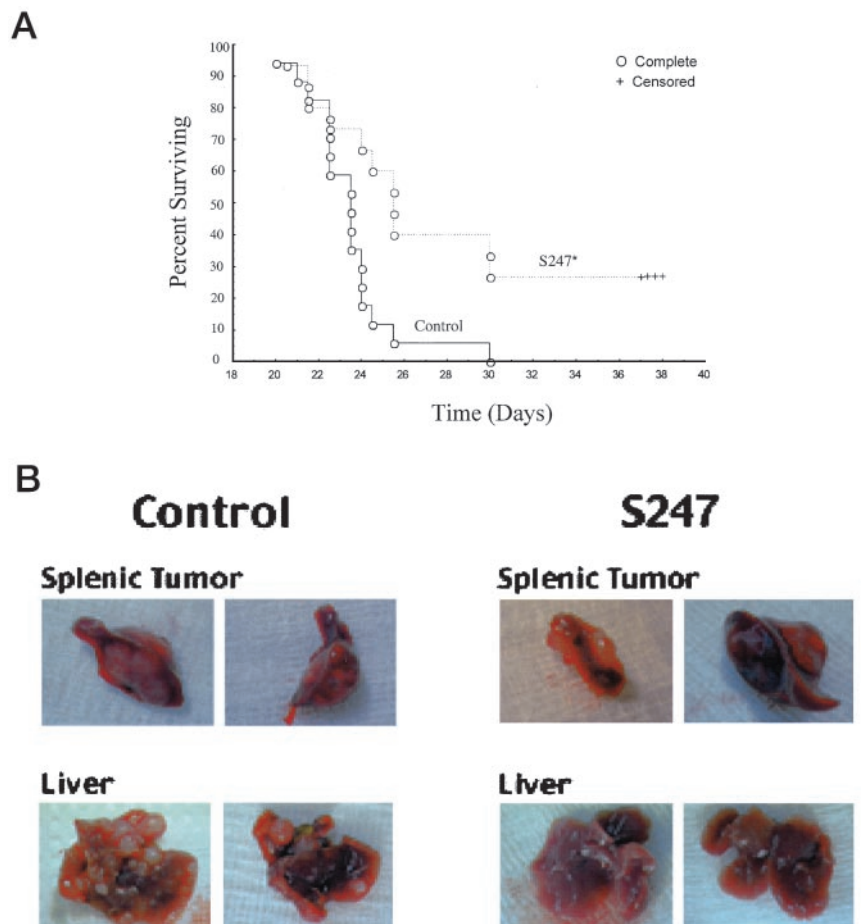 A
100
90
80
70
60
50
40
30
20
10
0
Percent Surviving
O Complete
+ Censored
S247*
Control
18 20 22 24 26 28 30 32 34 36 38 40
Time (Days)
B
Control
S247
Splenic Tumor
Splenic Tumor
Liver
Liver